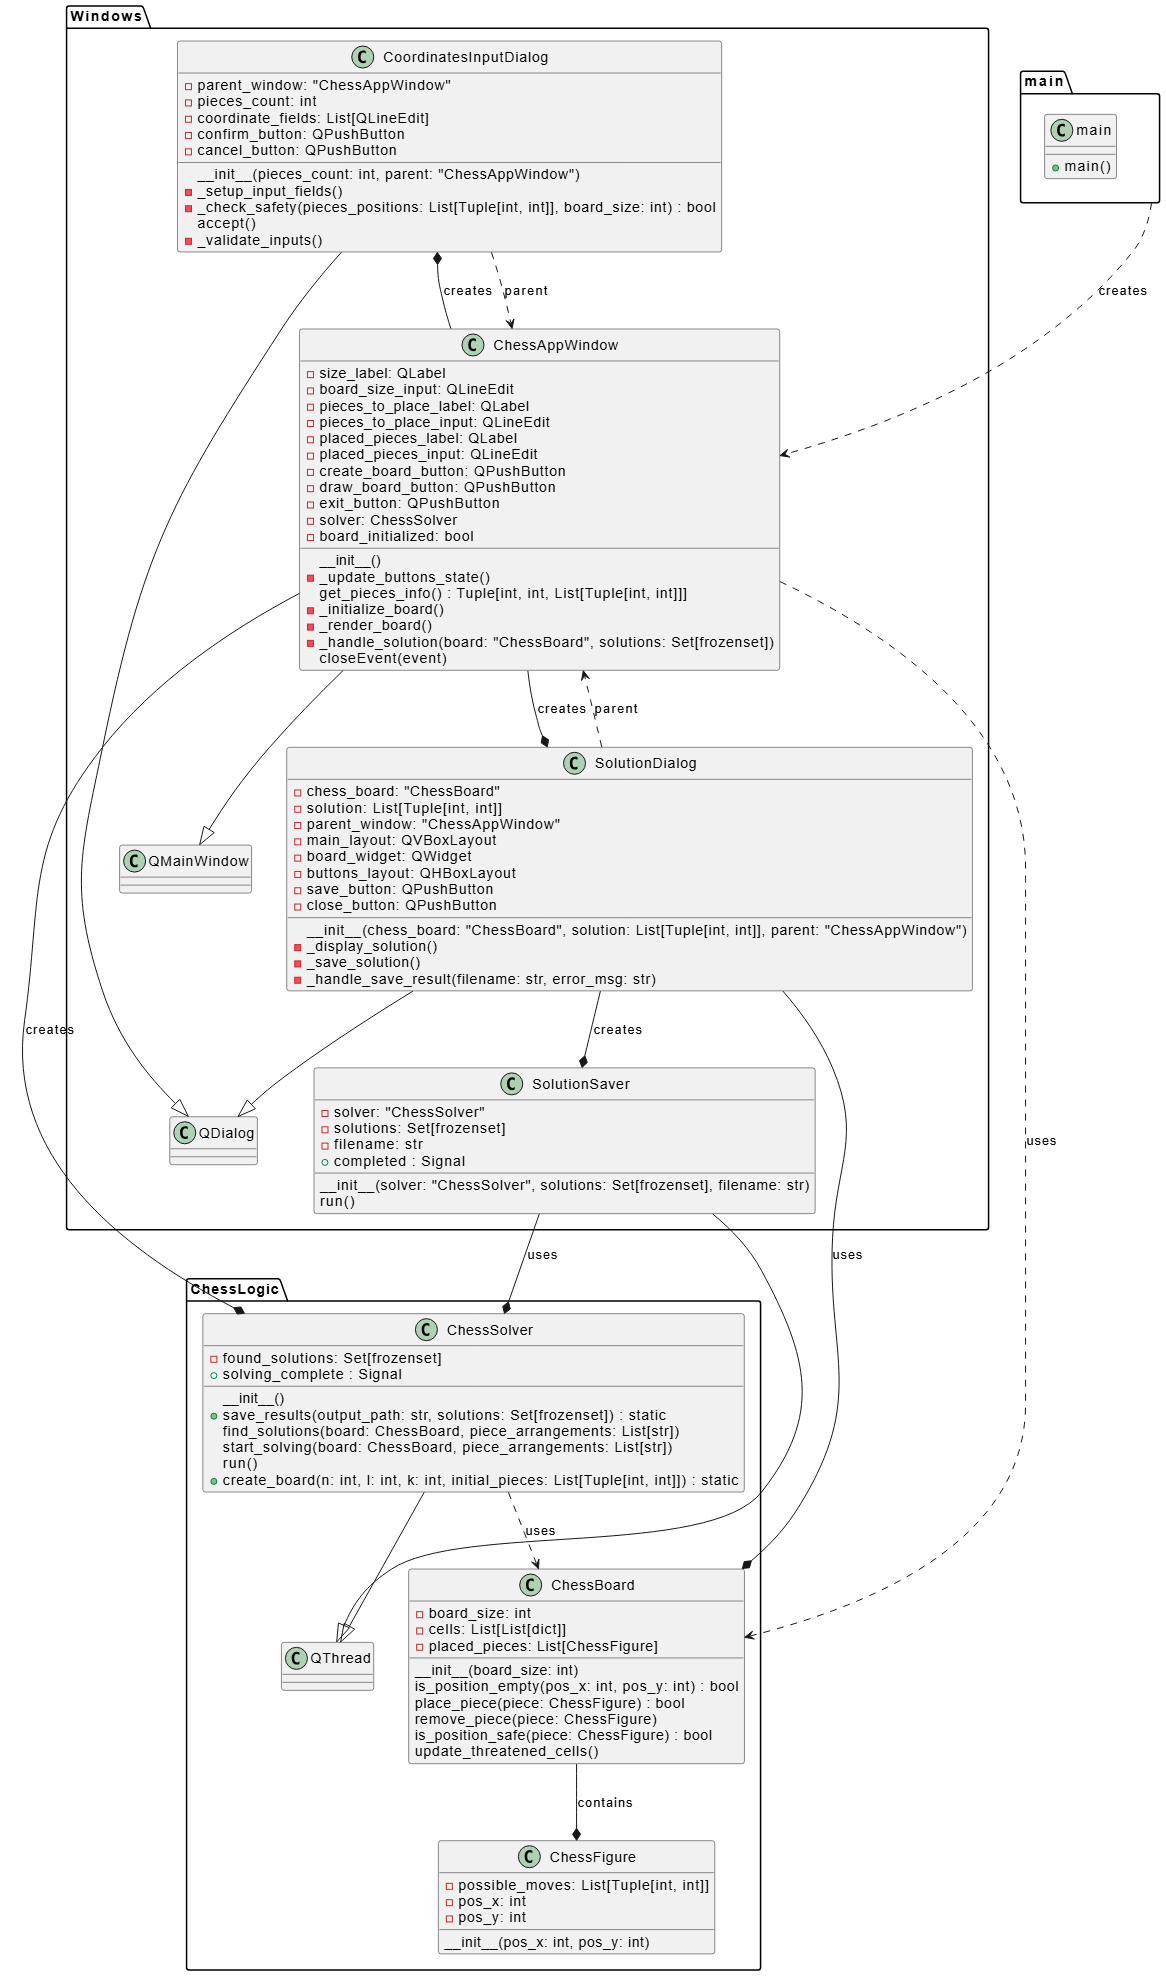 Windows
C CoordinatesInputDialog
parent_window: "ChessAppWindow"
pieces_count: int
coordinate_fields: List[QLineEdit]
confirm_button: QPushButton
cancel_button: QPushButton
__init__(pieces_count: int, parent: "ChessAppWindow")
_setup_input_fields()
_check_safety(pieces_positions: List[Tuple[int, int]], board_size: int) : bool
accept()
_validate_inputs()
main
C main
main()
creates
parent
creates
C ChessAppWindow
size_label: QLabel
board_size_input: QLineEdit
pieces_to_place_label: QLabel
pieces_to_place_input: QLineEdit
placed_pieces_label: QLabel
placed_pieces_input: QLineEdit
create_board_button: QPushButton
draw_board_button: QPushButton
exit_button: QPushButton
solver: ChessSolver
board_initialized: bool
__init__()
_update_buttons_state()
get_pieces_info() : Tuple[int, int, List[Tuple[int, int]]]
_initialize_board()
_render_board()
_handle_solution(board: "ChessBoard", solutions: Set[frozenset])
closeEvent(event)
creates
parent
C SolutionDialog
chess_board: "ChessBoard"
solution: List[Tuple[int, int]]
parent_window: "ChessAppWindow"
main_layout: QVBoxLayout
board_widget: QWidget
buttons_layout: QHBoxLayout
save_button: QPushButton
close_button: QPushButton
__init__(chess_board: "ChessBoard", solution: List[Tuple[int, int]], parent: "ChessAppWindow")
_display_solution()
_save_solution()
_handle_save_result(filename: str, error_msg: str)
C QMainWindow
creates
creates
C SolutionSaver
solver: "ChessSolver"
solutions: Set[frozenset]
filename: str
completed : Signal
__init__(solver: "ChessSolver", solutions: Set[frozenset], filename: str)
run()
C QDialog
uses
uses
uses
ChessLogic
C ChessSolver
found_solutions: Set[frozenset]
solving_complete : Signal
__init__()
save_results(output_path: str, solutions: Set[frozenset]) : static
find_solutions(board: ChessBoard, piece_arrangements: List[str])
start_solving(board: ChessBoard, piece_arrangements: List[str])
run()
create_board(n: int, l: int, k: int, initial_pieces: List[Tuple[int, int]]) : static
uses
C ChessBoard
board_size: int
cells: List[List[dict]]
placed_pieces: List[ChessFigure]
__init__(board_size: int)
is_position_empty(pos_x: int, pos_y: int) : bool
place_piece(piece: ChessFigure) : bool
remove_piece(piece: ChessFigure)
is_position_safe(piece: ChessFigure) : bool
update_threatened_cells()
C QThread
contains
C ChessFigure
possible_moves: List[Tuple[int, int]]
pos_x: int
pos_y: int
__init__(pos_x: int, pos_y: int)